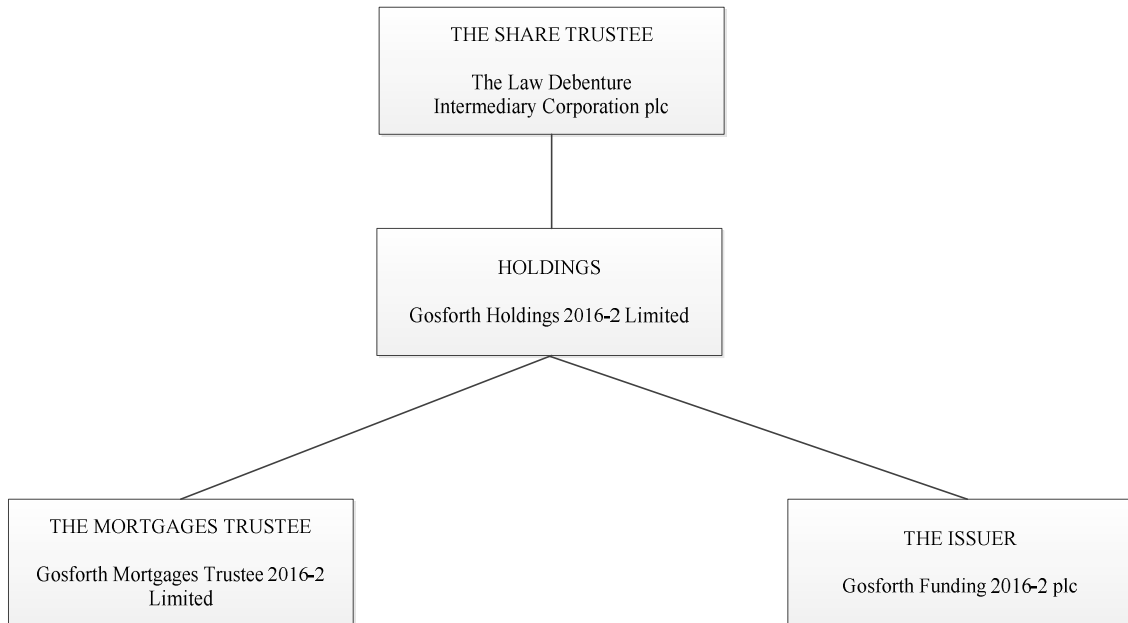 THE SHARE TRUSTEE
The Law Debenture
Intermediary Corporation plc
HOLDINGS
Gosforth Holdings 2016-2 Limited
THE MORTGAGES TRUSTEE
Gosforth Mortgages Trustee 2016-2
Limited
THE ISSUER
Gosforth Funding 2016-2 plc